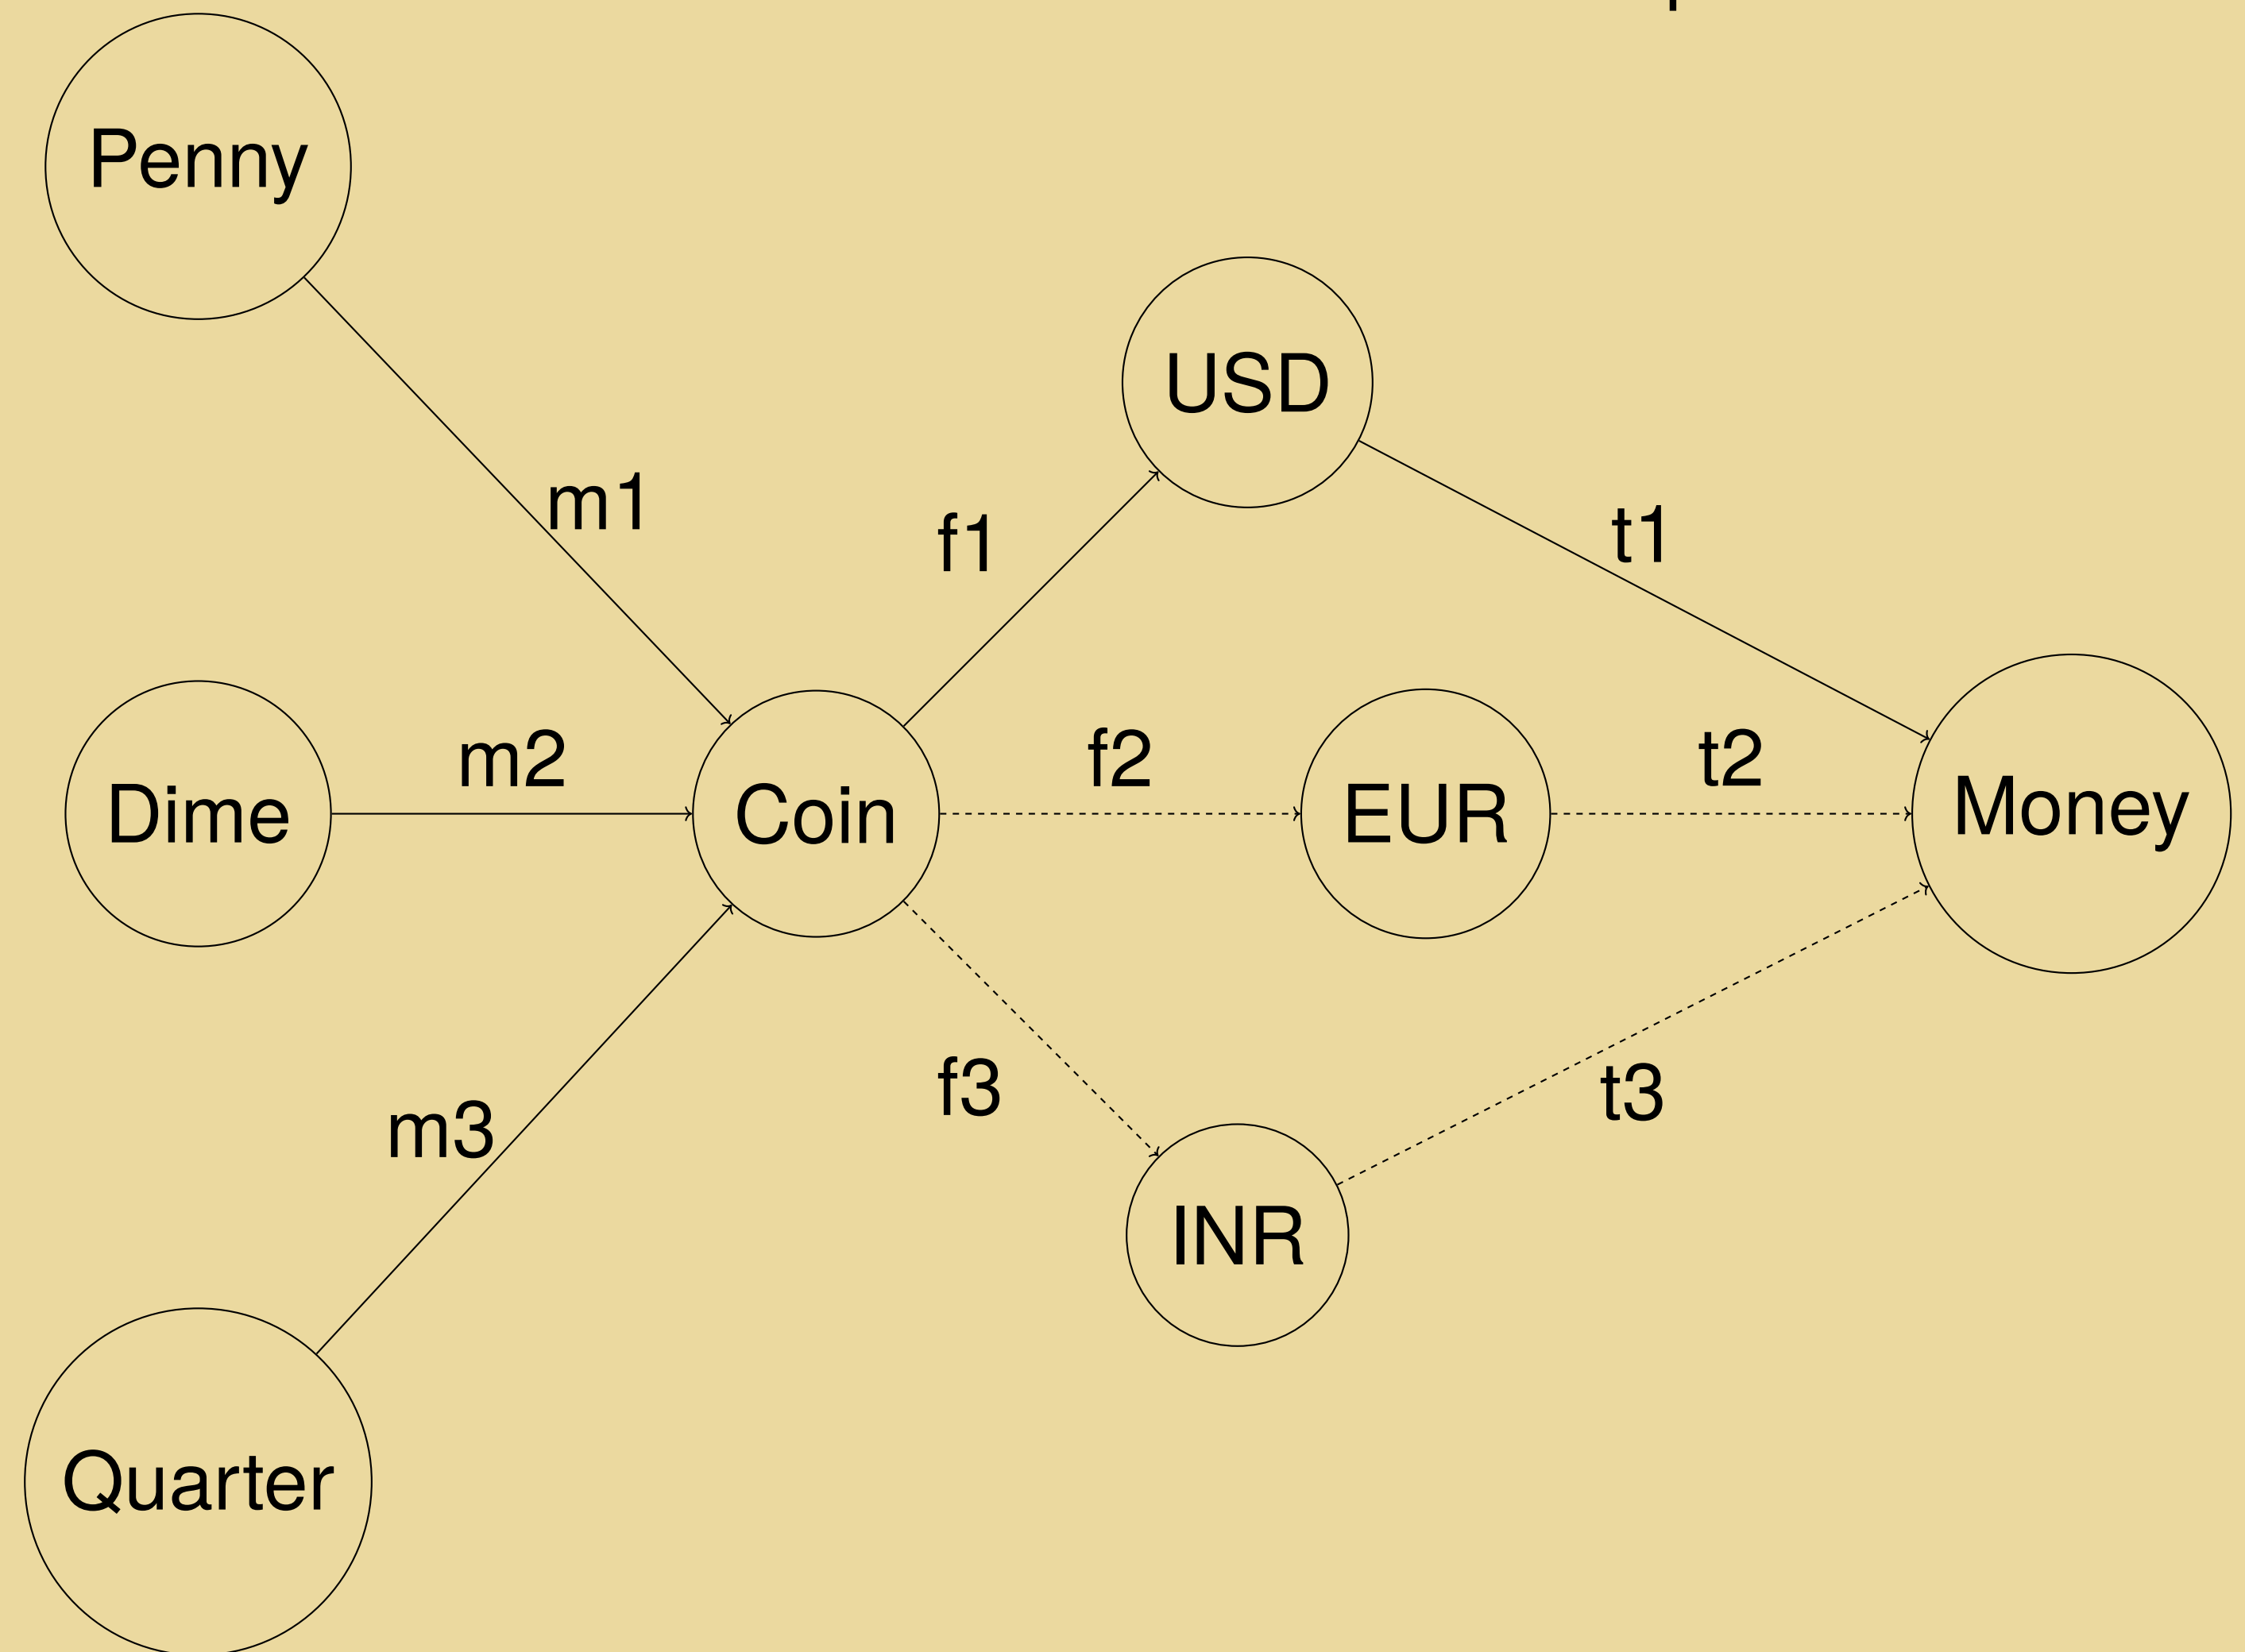 Penny
USD
m1
f1
t1
Dime
m2
Coin
f2
EUR
t2
Money
m3
f3
t3
INR
Quarter